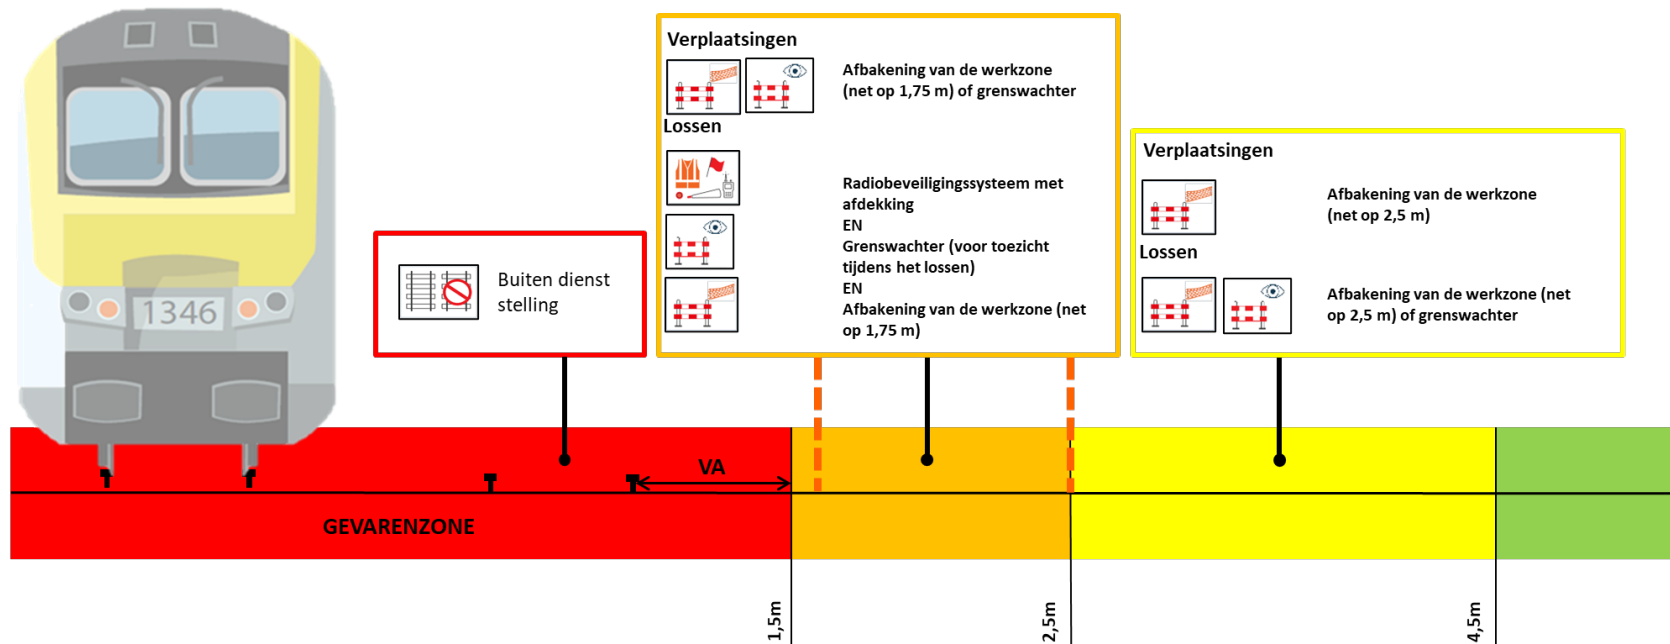 1346
Buiten dienst
stelling
Verplaatsingen
Afbakening van de werkzone
(net op 1,75 m) of grenswachter
Lossen
Radiobeveiligingssysteem met
afdekking
EN
Grenswachter (voor toezicht
tijdens het lossen)
EN
Afbakening van de werkzone (net
op 1,75 m)
Verplaatsingen
Afbakening van de werkzone
(net op 2,5 m)
Lossen
Afbakening van de werkzone (net
op 2,5 m) of grenswachter
VA
GEVARENZONE
1,5m
2,5m
4,5m